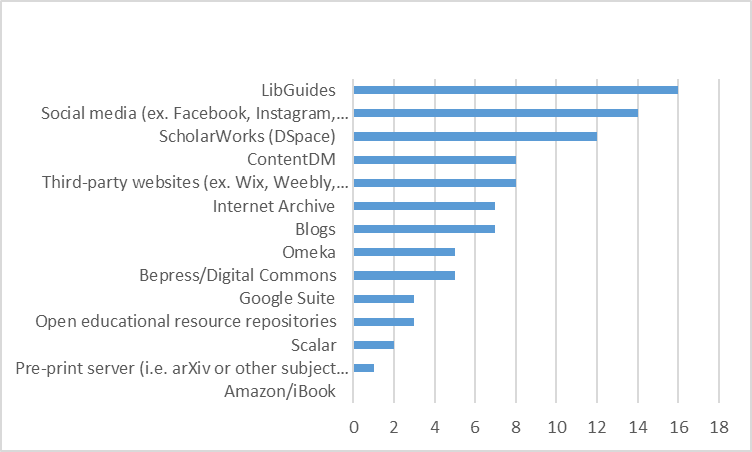 LibGuides
Social media (ex. Facebook, Instagram,...
ScholarWorks (DSpace)
ContentDM
Third-party websites (ex. Wix, Weebly,...
Internet Archive
Blogs
Omeka
Bepress/Digital Commons
Google Suite
Open educational resource repositories
Scalar
Pre-print server (i.e. arXiv or other subject...
Amazon/iBook
0 2 4 6 8 10 12 14 16 18